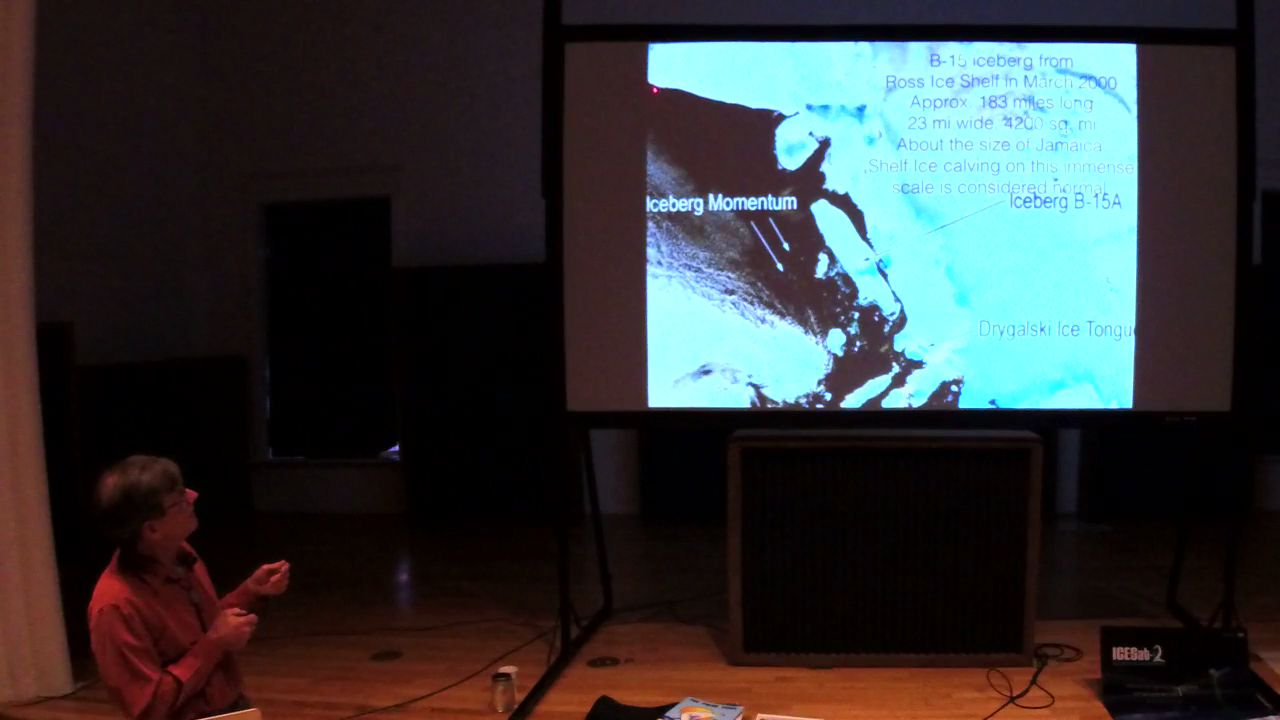 B-15 iceberg from
Ross Ice Shelf in March 2000
Approx. 183 miles long
23 mi wide 4200 sq. mi
About the size of Jamaica
Shelf Ice calving on this immense
scale is considered normal
Iceberg Momentum
Iceberg B-15A
Drygalski Ice Tongu
ICESat-2